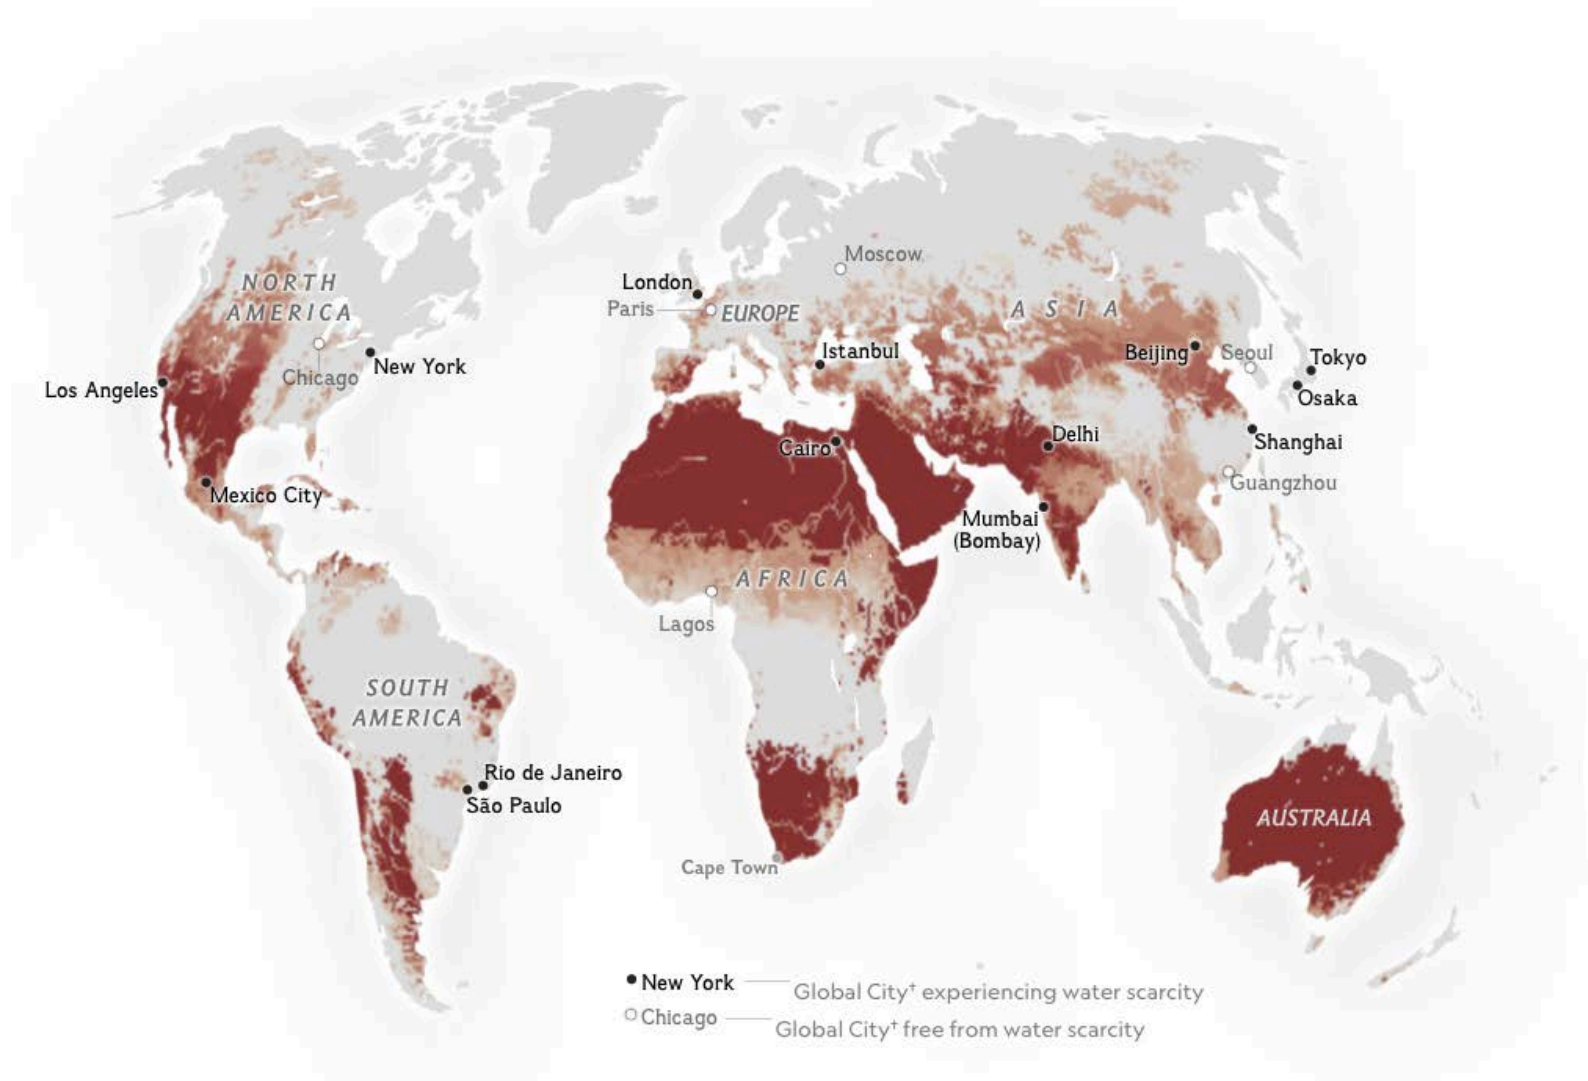 Moscow
NORTH
AMERICA
London
Paris
EUROPE
ASIA
Istanbul
Beijing
Seoul
Tokyo
New York
Chicago
Los Angeles
Osaka
Delhi
Shanghai
Cairo
Guangzhou
Mexico City
Mumbai
(Bombay)
AFRICA
Lagos
SOUTH
AMERICA
Rio de Janeiro
São Paulo
AUSTRALIA
Cape Town
New York
Global City† experiencing water scarcity
Chicago
Global City† free from water scarcity